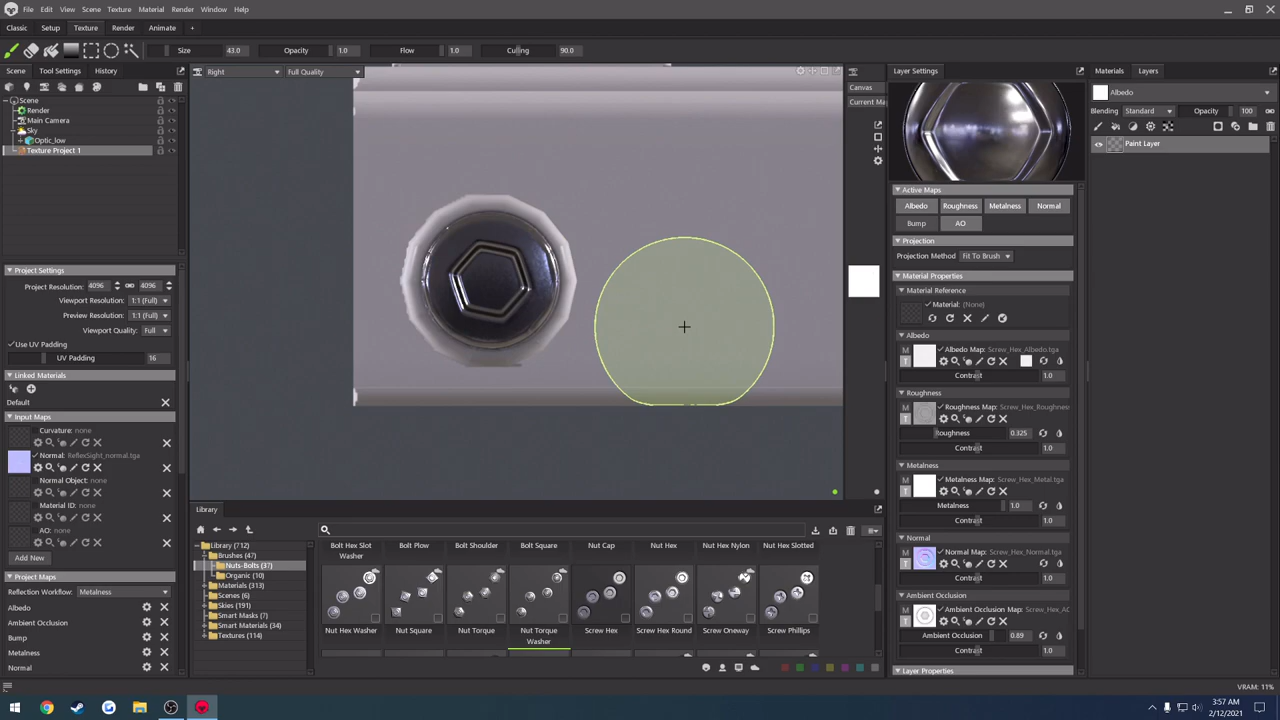 File Edit View Scene Texture Material Render Window Help
Classic Setup Texture Render Animate +
Size 43.0 Opacity 1.0 Flow 1.0 Culling 90.0
Scene Tool Settings History
Right Full Quality
Canvas
Current Ma
Layer Settings
Materials Layers
Albedo
Blending Standard Opacity 100
Paint Layer
Scene
Render
Main Camera
Sky
Optic_low
Texture Project 1
Project Settings
Project Resolution: 4096 4096
Viewport Resolution: 1:1 (Full)
Preview Resolution: 1:1 (Full)
Viewport Quality: Full
Use UV Padding
UV Padding 16
Linked Materials
Default
Input Maps
Curvature: none
Normal: ReflexSight_normal.tga
Normal Object: none
Material ID: none
AO: none
Add New
Project Maps
Reflection Workflow: Metalness
Albedo
Ambient Occlusion
Bump
Metalness
Normal
Active Maps
Albedo Roughness Metalness Normal
Bump AO
Projection
Projection Method Fit To Brush
Material Properties
Material Reference
Material: (None)
Albedo
M
T
Albedo Map: Screw_Hex_Albedo.tga
Contrast 1.0
Roughness
M
T
Roughness Map: Screw_Hex_Roughnes
Roughness 0.325
Contrast 1.0
Metalness
M
T
Metalness Map: Screw_Hex_Metal.tga
Metalness 1.0
Contrast 1.0
Normal
M
T
Normal Map: Screw_Hex_Normal.tga
Contrast 1.0
Ambient Occlusion
M
T
Ambient Occlusion Map: Screw_Hex_AO
Ambient Occlusion 0.89
Contrast 1.0
Layer Properties
Library
Library (712)
Brushes (47)
Nuts-Bolts (37)
Organic (10)
Materials (313)
Scenes (6)
Skies (191)
Smart Masks (7)
Smart Materials (34)
Textures (114)
Bolt Hex Slot Washer Bolt Plow Bolt Shoulder Bolt Square Nut Cap Nut Hex Nut Hex Nylon Nut Hex Slotted
Nut Hex Washer Nut Square Nut Torque Nut Torque Washer Screw Hex Screw Hex Round Screw Oneway Screw Phillips
VRAM: 11%
3:57 AM
2/12/2021